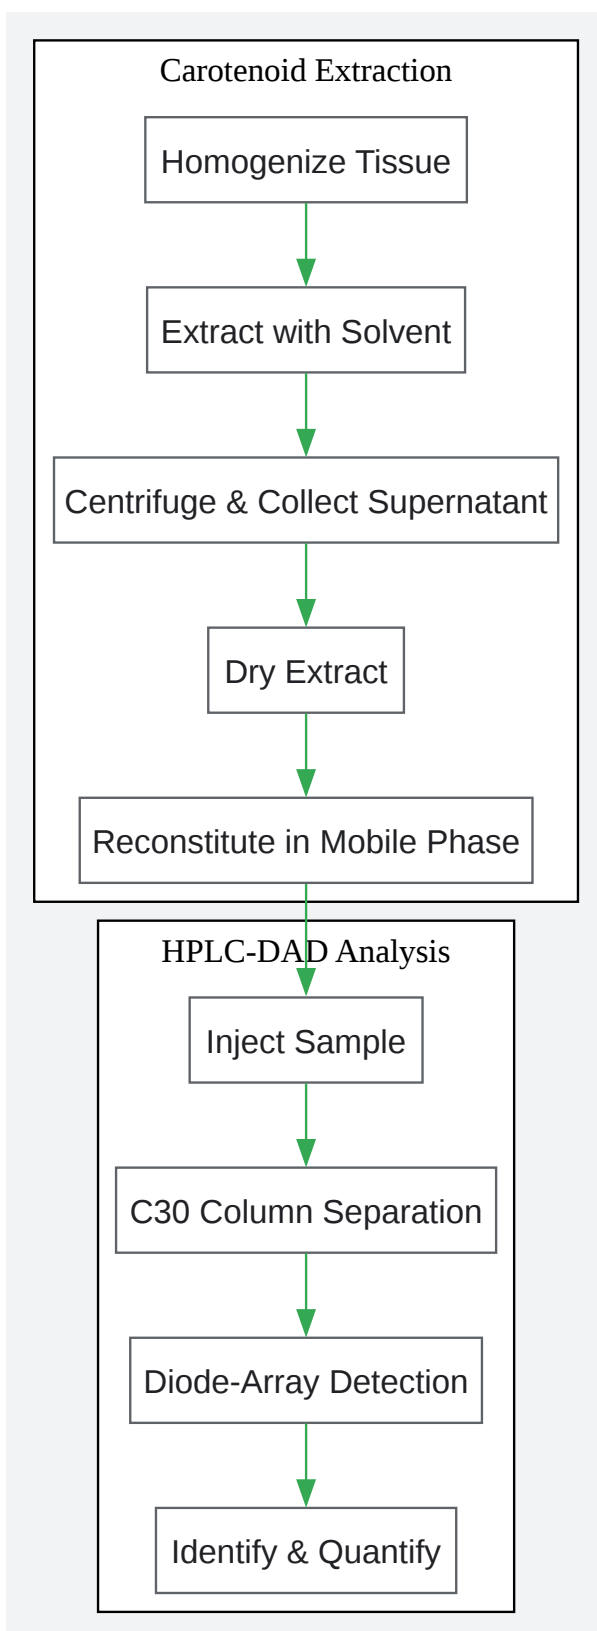 Carotenoid Extraction
Homogenize Tissue
Extract with Solvent
Centrifuge & Collect Supernatant
Dry Extract
Reconstitute in Mobile Phase
HPLC-DAD Analysis
Inject Sample
C30 Column Separation
Diode-Array Detection
Identify & Quantify